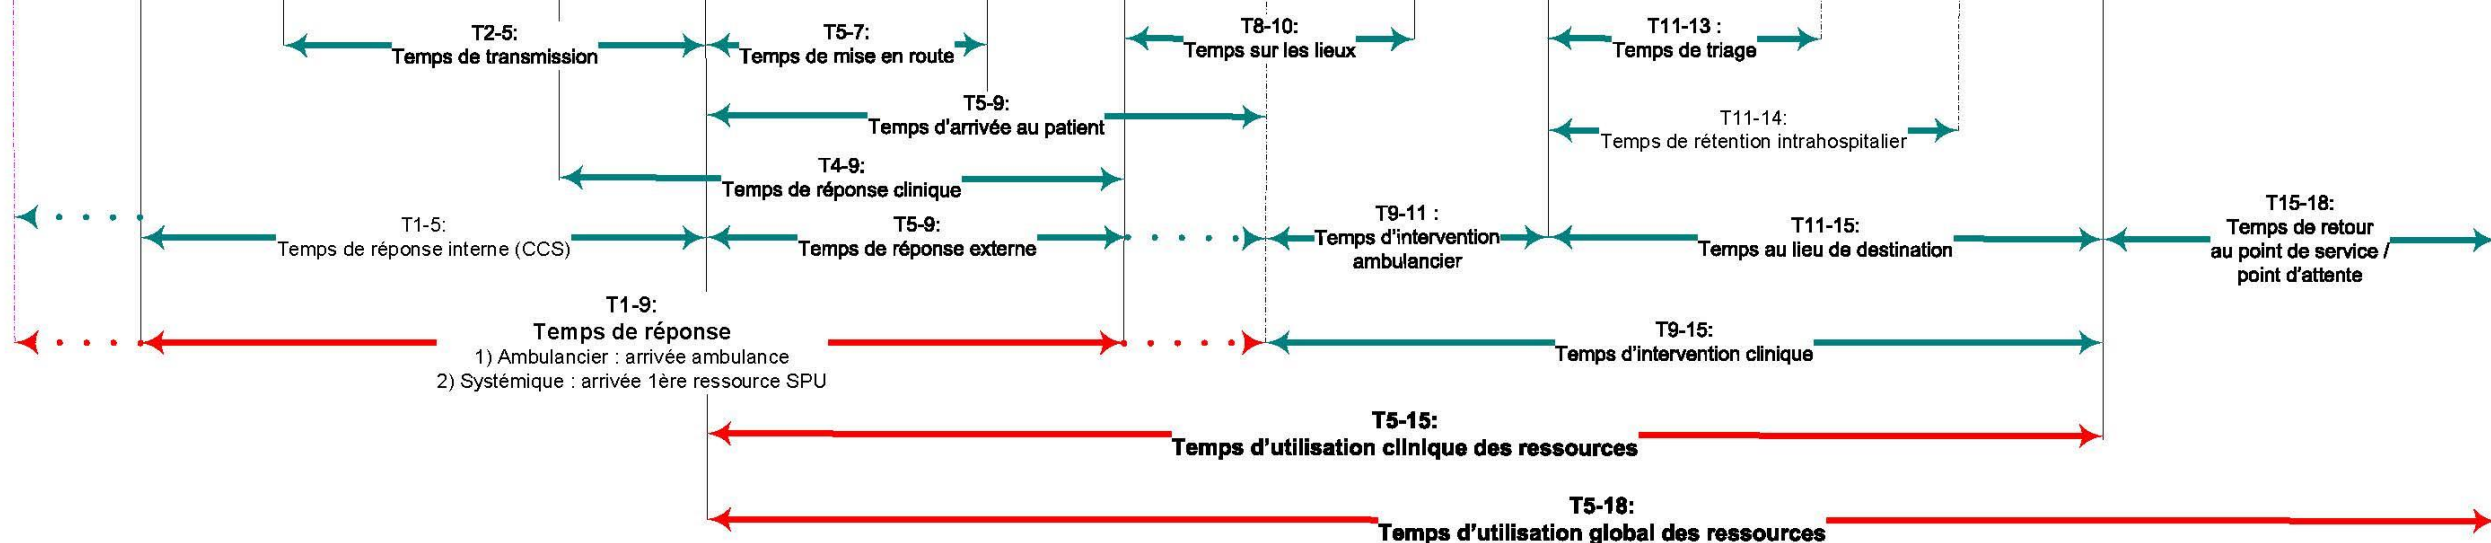 T2-5:
Temps de transmission
T5-7:
Temps de mise en route
T8-10:
Temps sur les lieux
T11-13 :
Temps de triage
T5-9:
Temps d'arrivée au patient
T11-14:
Temps de rétention intrahospitalier
T4-9:
Temps de réponse clinique
T1-5:
Temps de réponse interne (CCS)
T5-9:
Temps de réponse externe
T9-11 :
Temps d'intervention
ambulancier
T11-15:
Temps au lieu de destination
T15-18:
Temps de retour
au point de service /
point d'attente
T1-9:
Temps de réponse
1) Ambulancier : arrivée ambulance
2) Systémique : arrivée 1ère ressource SPU
T9-15:
Temps d'intervention clinique
T5-15:
Temps d'utilisation clinique des ressources
T5-18:
Temps d'utilisation global des ressources